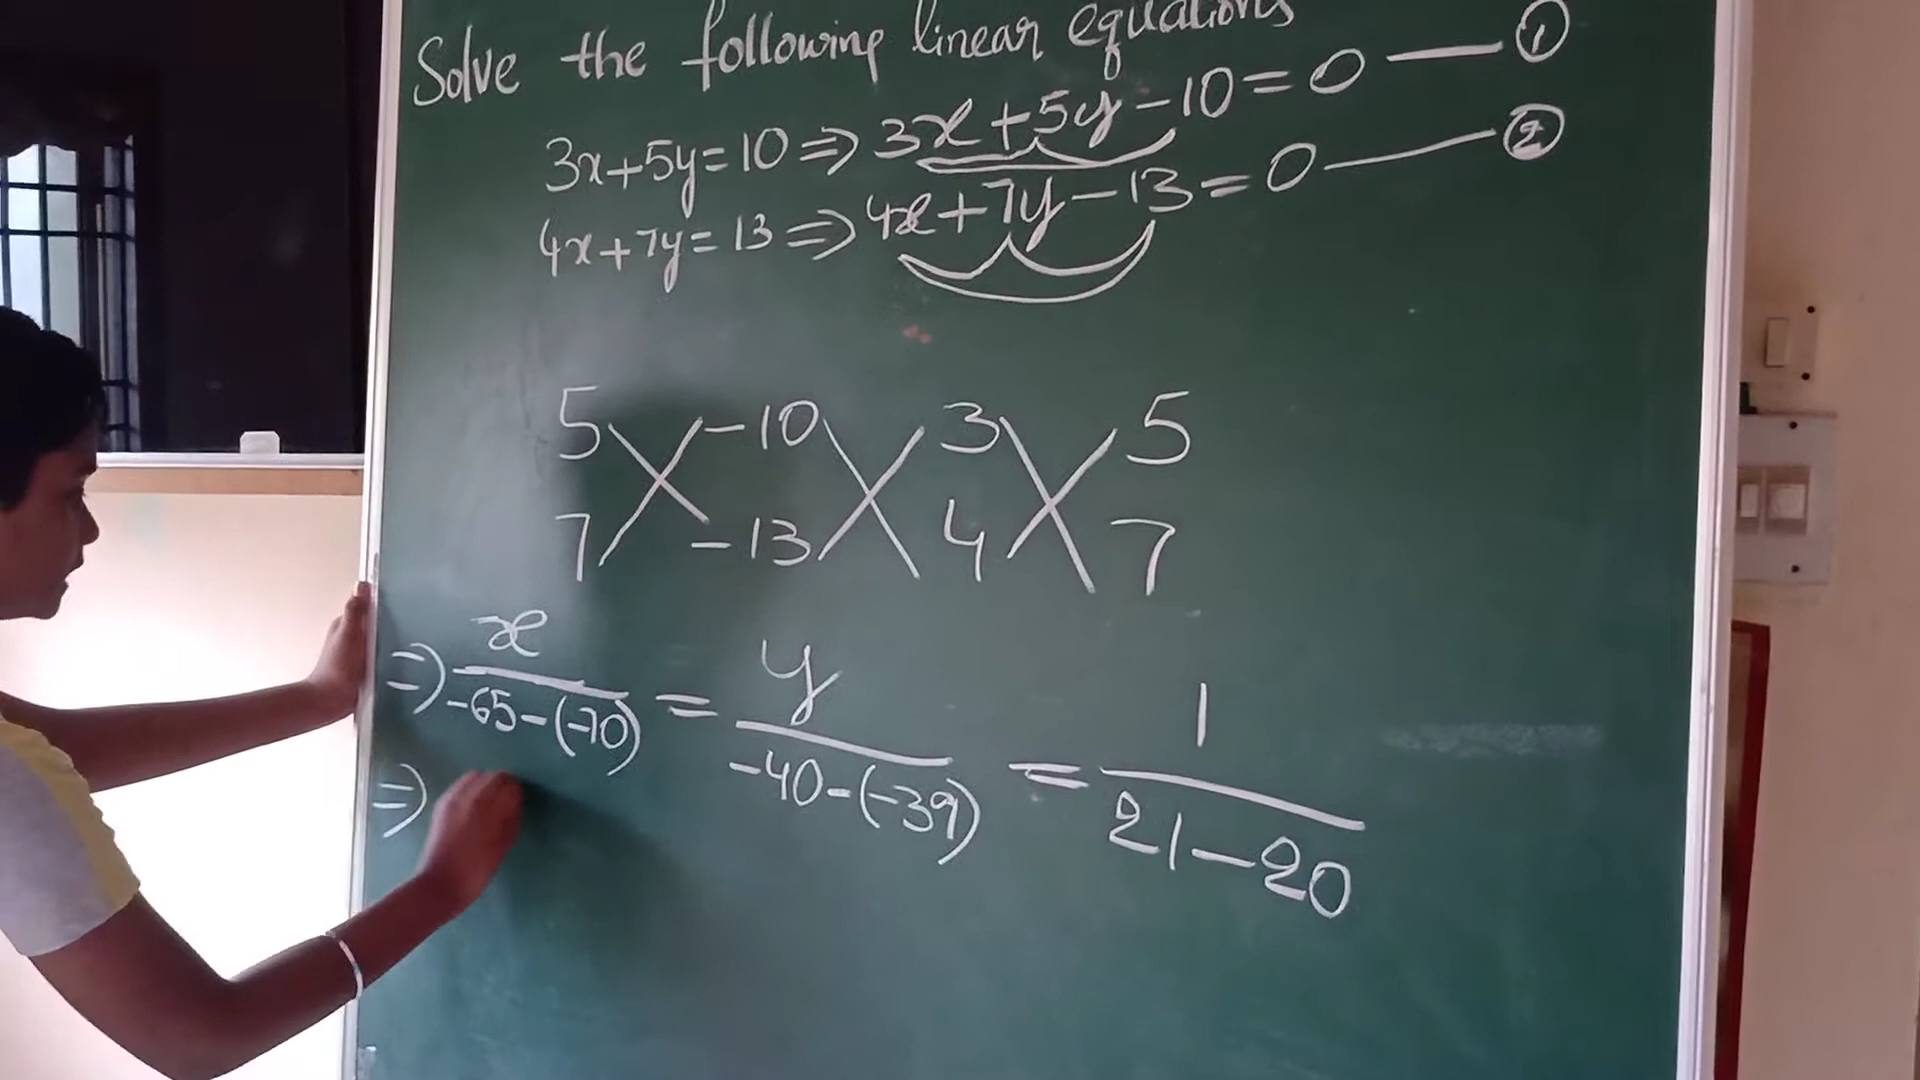 Solve the following linear equations
3x+5y=10 ⇒ 3x+5y-10=0 — ①
4x+7y=13 ⇒ 4x+7y-13=0 — ②
5 -10 3 5
7 -13 4 7
⇒ x/-65-(-70) = y/-40-(-39) = 1/21-20
⇒